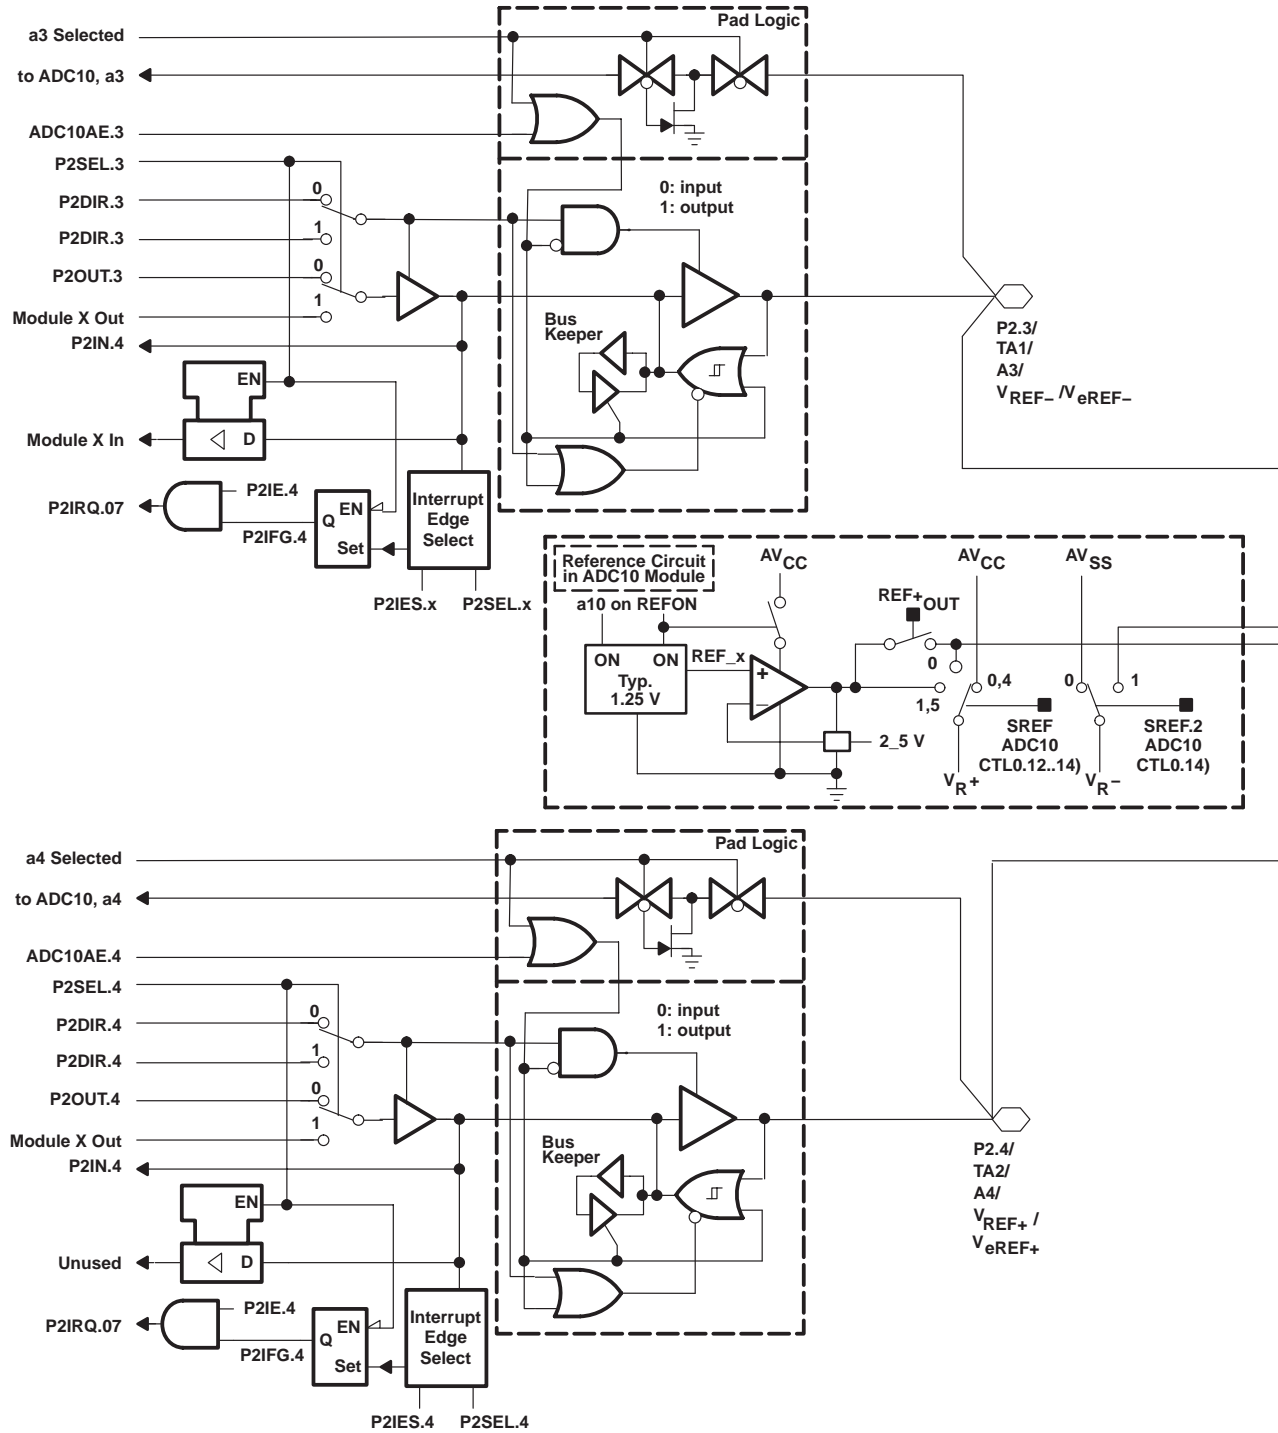 Pad Logic
a3 Selected
to ADC10, a3
ADC10AE.3
P2SEL.3
0: input
1: output
0
P2DIR.3
1
P2DIR.3
0
P2OUT.3
1
Module X Out
P2IN.4
Bus
Keeper
P2.3/
TA1/
A3/
VREF− /VeREF−
EN
Module X In
D
P2IRQ.07
P2IE.4
P2IFG.4
EN
Q
Set
Interrupt
Edge
Select
P2IES.x
P2SEL.x
Reference Circuit
in ADC10 Module
AVCC
AVCC
AVSS
a10 on REFON
REF+OUT
ON
ON
REF_x
Typ.
1.25 V
+
−
0
1,5
0,4
0
1
2_5 V
SREF
ADC10
CTL0.12..14)
SREF.2
ADC10
CTL0.14)
VR+
VR−
Pad Logic
a4 Selected
to ADC10, a4
ADC10AE.4
P2SEL.4
0: input
1: output
0
P2DIR.4
1
P2DIR.4
0
P2OUT.4
1
Module X Out
P2IN.4
Bus
Keeper
P2.4/
TA2/
A4/
VREF+ /
VeREF+
EN
Unused
D
P2IRQ.07
P2IE.4
P2IFG.4
EN
Q
Set
Interrupt
Edge
Select
P2IES.4
P2SEL.4